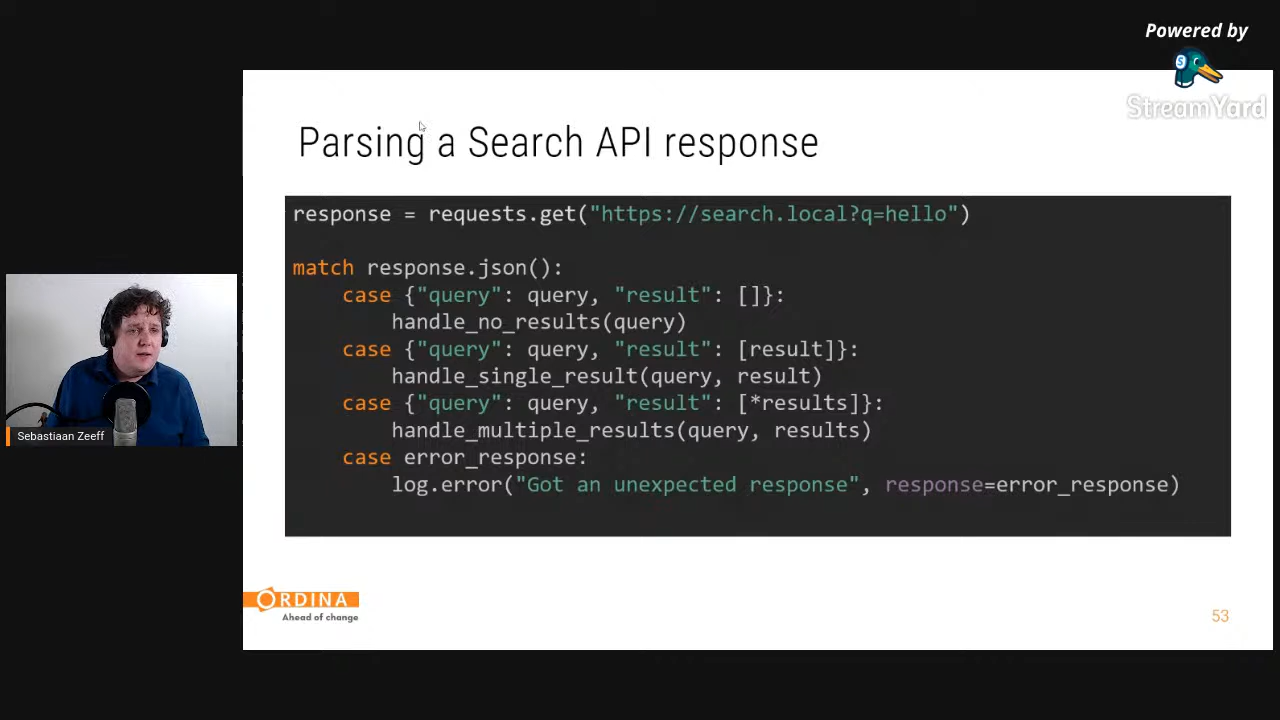 Powered by
StreamYard
Parsing a Search API response
response = requests.get("https://search.local?q=hello")
match response.json():
case {"query": query, "result": []}:
handle_no_results(query)
case {"query": query, "result": [result]}:
handle_single_result(query, result)
case {"query": query, "result": [*results]}:
handle_multiple_results(query, results)
case error_response:
log.error("Got an unexpected response", response=error_response)
Sebastiaan Zeeff
ORDINA
Ahead of change
53